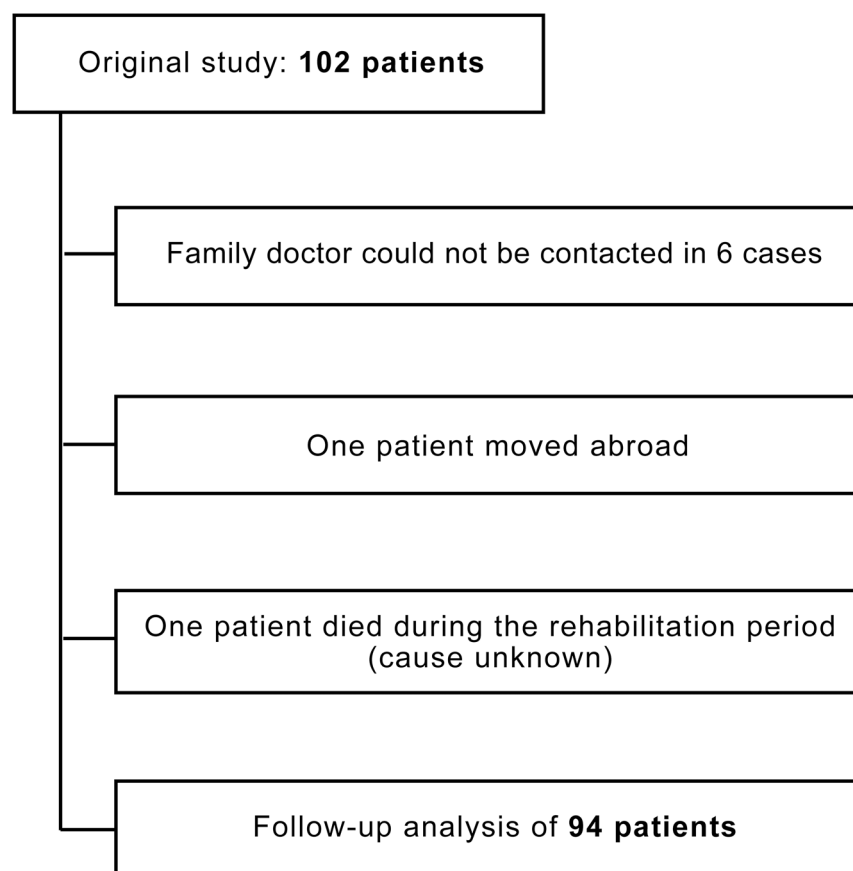 Original study: 102 patients
Family doctor could not be contacted in 6 cases
One patient moved abroad
One patient died during the rehabilitation period
(cause unknown)
Follow-up analysis of 94 patients